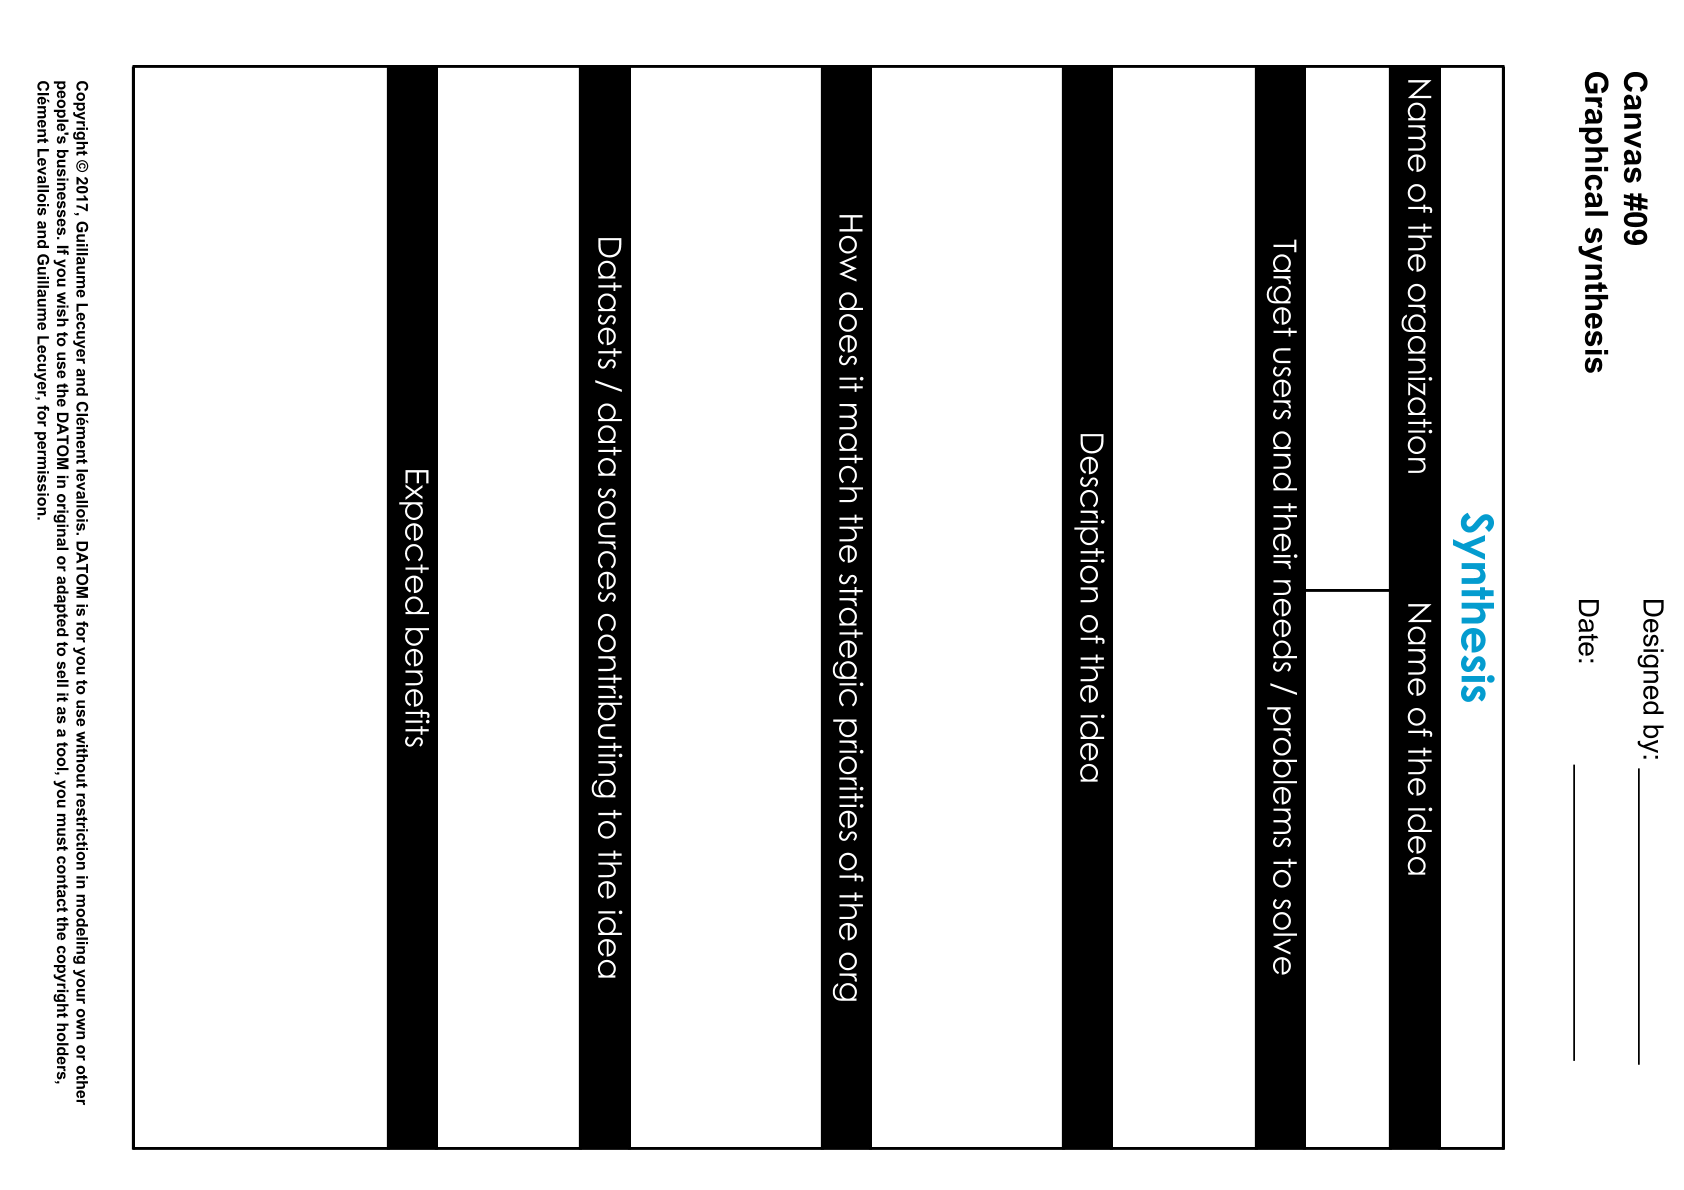 Canvas #09
Graphical synthesis
Designed by:
Date:
Synthesis
Name of the organization
Name of the idea
Target users and their needs / problems to solve
Description of the idea
How does it match the strategic priorities of the org
Datasets / data sources contributing to the idea
Expected benefits
Copyright © 2017, Guillaume Lecuyer and Clément levallois. DATOM is for you to use without restriction in modeling your own or other
people's businesses. If you wish to use the DATOM in original or adapted to sell it as a tool, you must contact the copyright holders,
Clément Levallois and Guillaume Lecuyer, for permission.